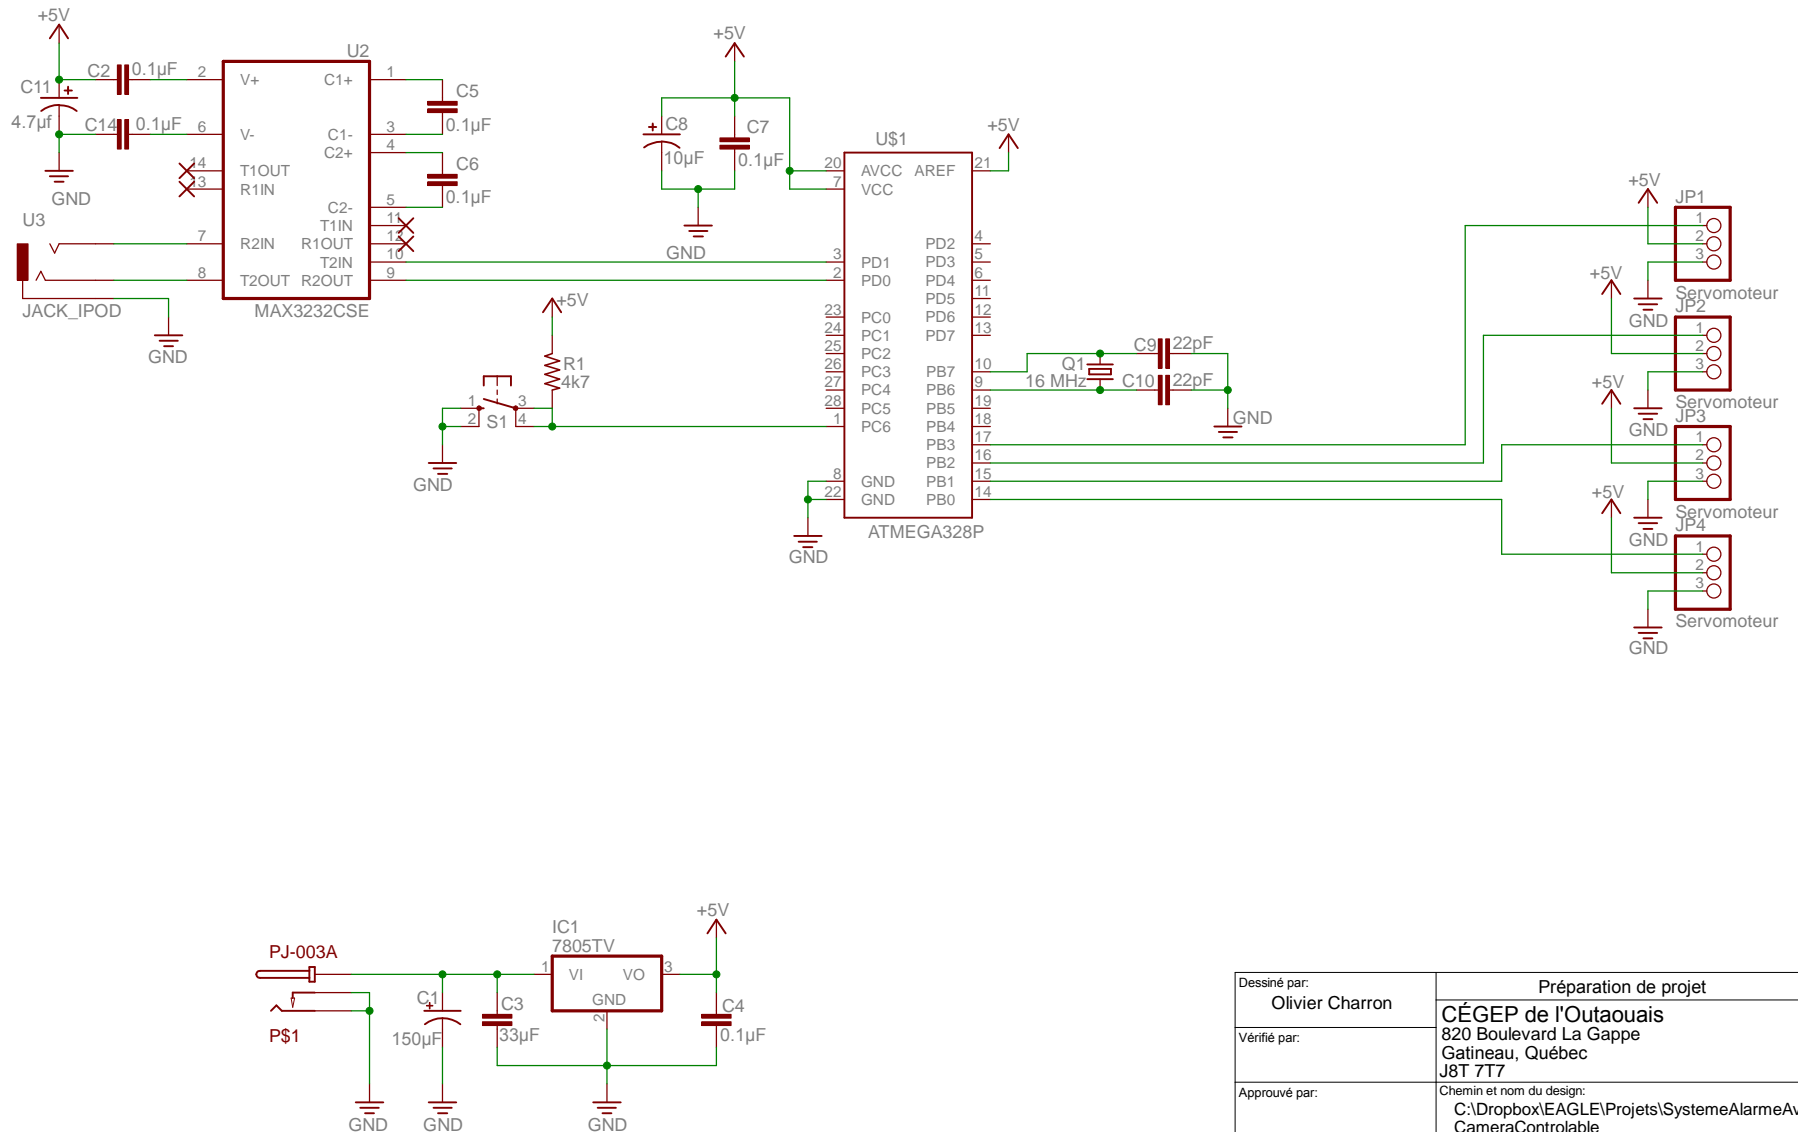 +5V
C11
4.7µf
C2
0.1µF
C14
0.1µF
GND
U2
2
V+
C1+
1
6
V-
C1-
3
C2+
4
14
T1OUT
13
R1IN
C2-
5
T1IN
11
7
R2IN
R1OUT
12
T2IN
10
8
T2OUT
R2OUT
9
MAX3232CSE
C5
0.1µF
C6
0.1µF
U3
JACK_IPOD
GND
+5V
C8
10µF
C7
0.1µF
GND
+5V
R1
4k7
1
3
2
S1
4
GND
U$1
20
AVCC
AREF
21
+5V
7
VCC
PD2
4
3
PD1
PD3
5
2
PD0
PD4
6
PD5
11
23
PC0
PD6
12
24
PC1
PD7
13
25
PC2
26
PC3
PB7
10
27
PC4
PB6
9
28
PC5
PB5
19
1
PC6
PB4
18
PB3
17
PB2
16
8
GND
PB1
15
22
GND
PB0
14
ATMEGA328P
GND
Q1
16 MHz
C9
22pF
C10
22pF
GND
+5V
JP1
1
2
3
Servomoteur
GND
+5V
JP2
1
2
3
Servomoteur
GND
+5V
JP3
1
2
3
Servomoteur
GND
+5V
JP4
1
2
3
Servomoteur
GND
PJ-003A
P$1
GND
C1
150µF
GND
C3
33µF
IC1
7805TV
1
VI
VO
3
GND
2
GND
+5V
C4
0.1µF
Dessiné par:
Olivier Charron
Vérifié par:
Approuvé par:
Préparation de projet
CÉGEP de l'Outaouais
820 Boulevard La Gappe
Gatineau, Québec
J8T 7T7
Chemin et nom du design:
C:\Dropbox\EAGLE\Projets\SystemeAlarmeAv
CameraControlable